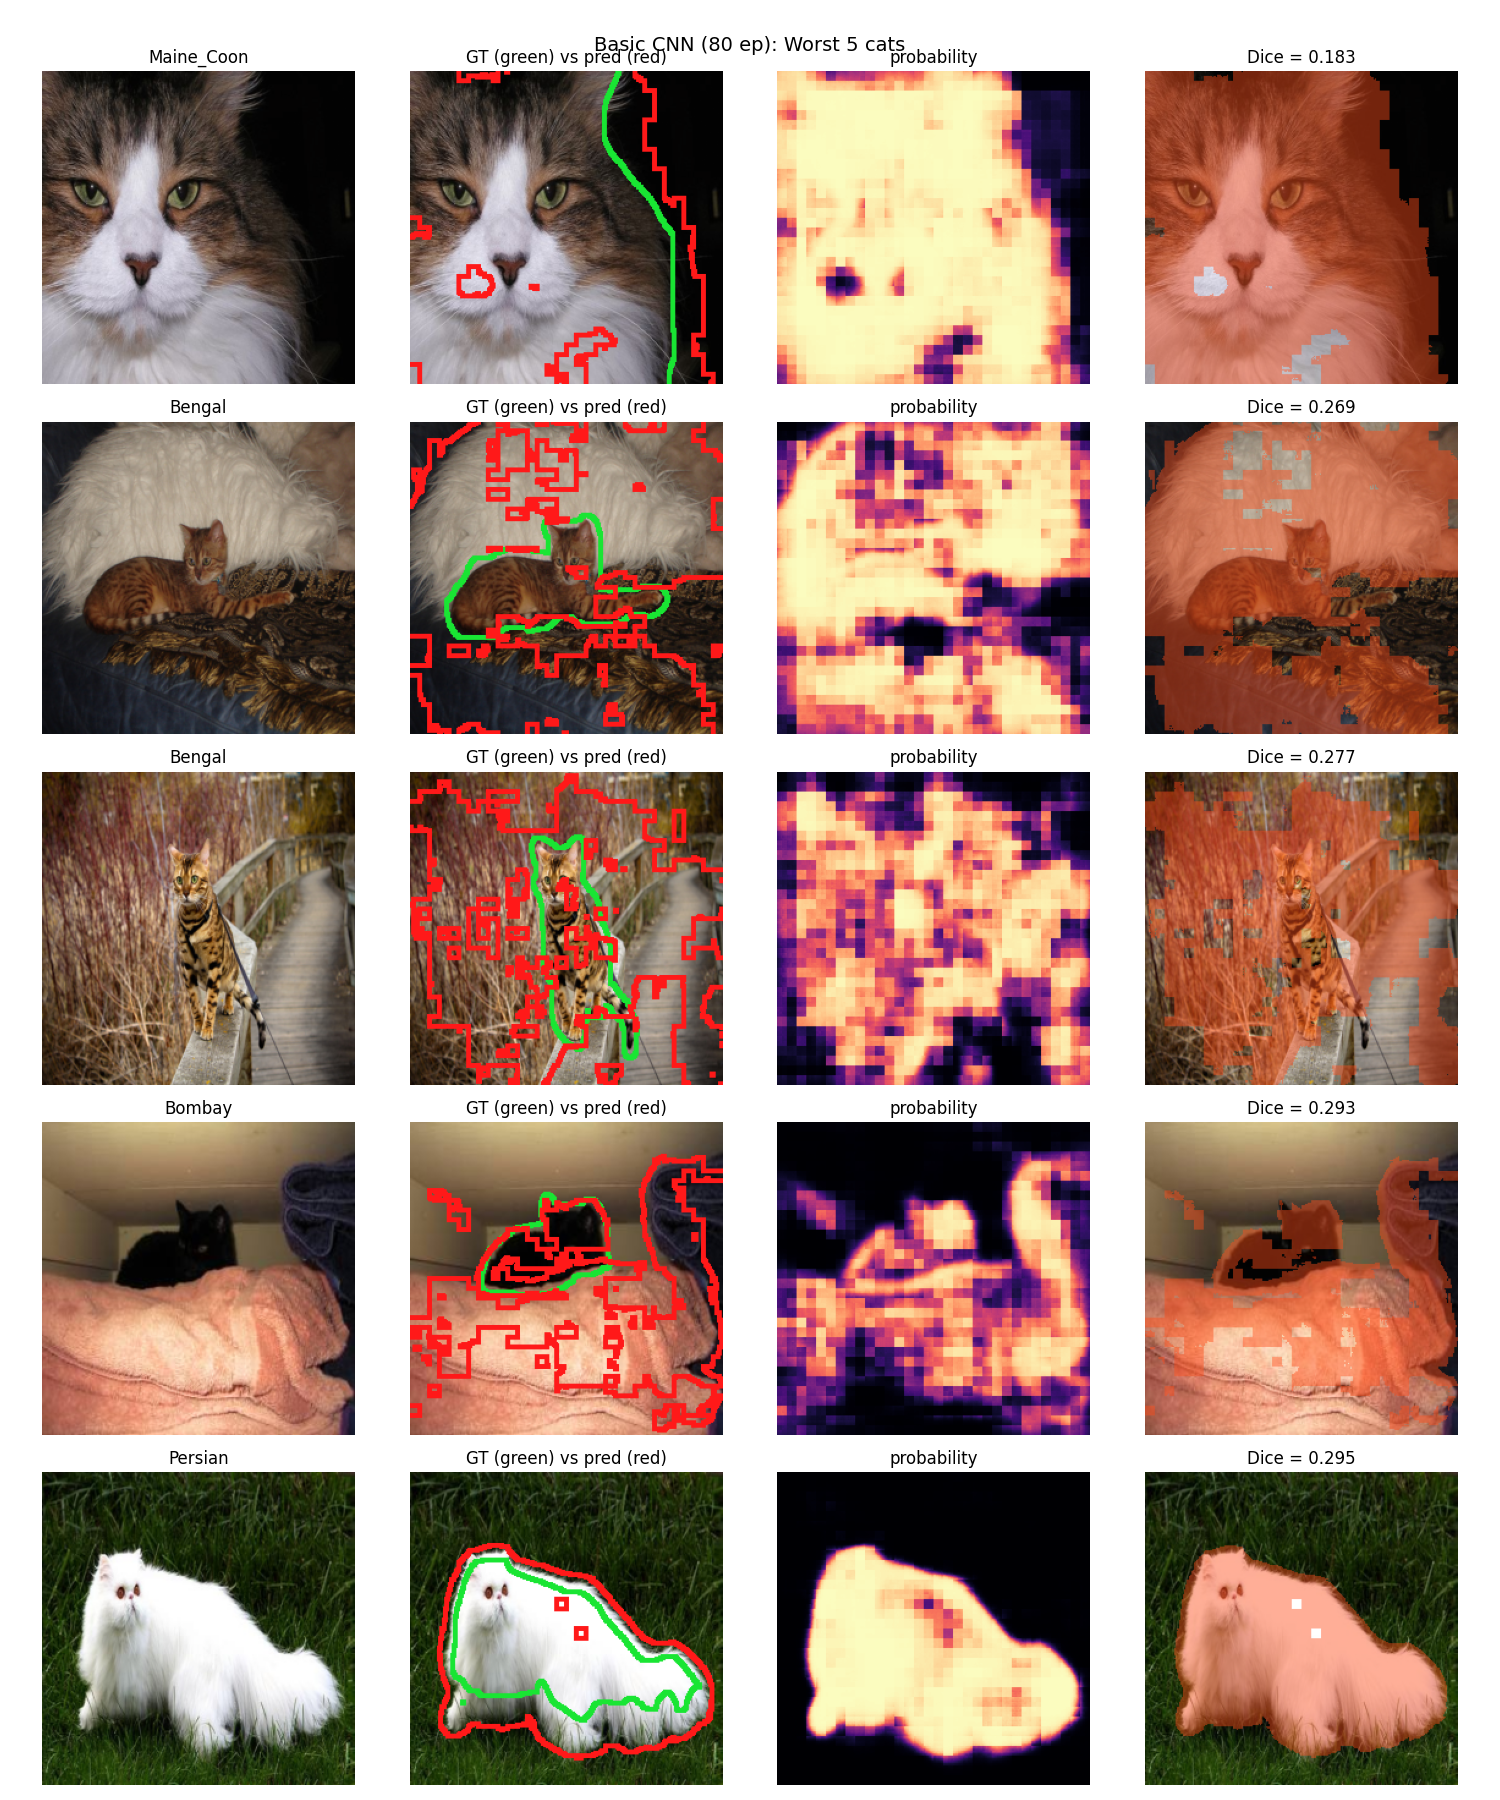 Basic CNN (80 ep): Worst 5 cats
Maine_Coon
GT (green) vs pred (red)
probability
Dice = 0.183
Bengal
GT (green) vs pred (red)
probability
Dice = 0.269
Bengal
GT (green) vs pred (red)
probability
Dice = 0.277
Bombay
GT (green) vs pred (red)
probability
Dice = 0.293
Persian
GT (green) vs pred (red)
probability
Dice = 0.295